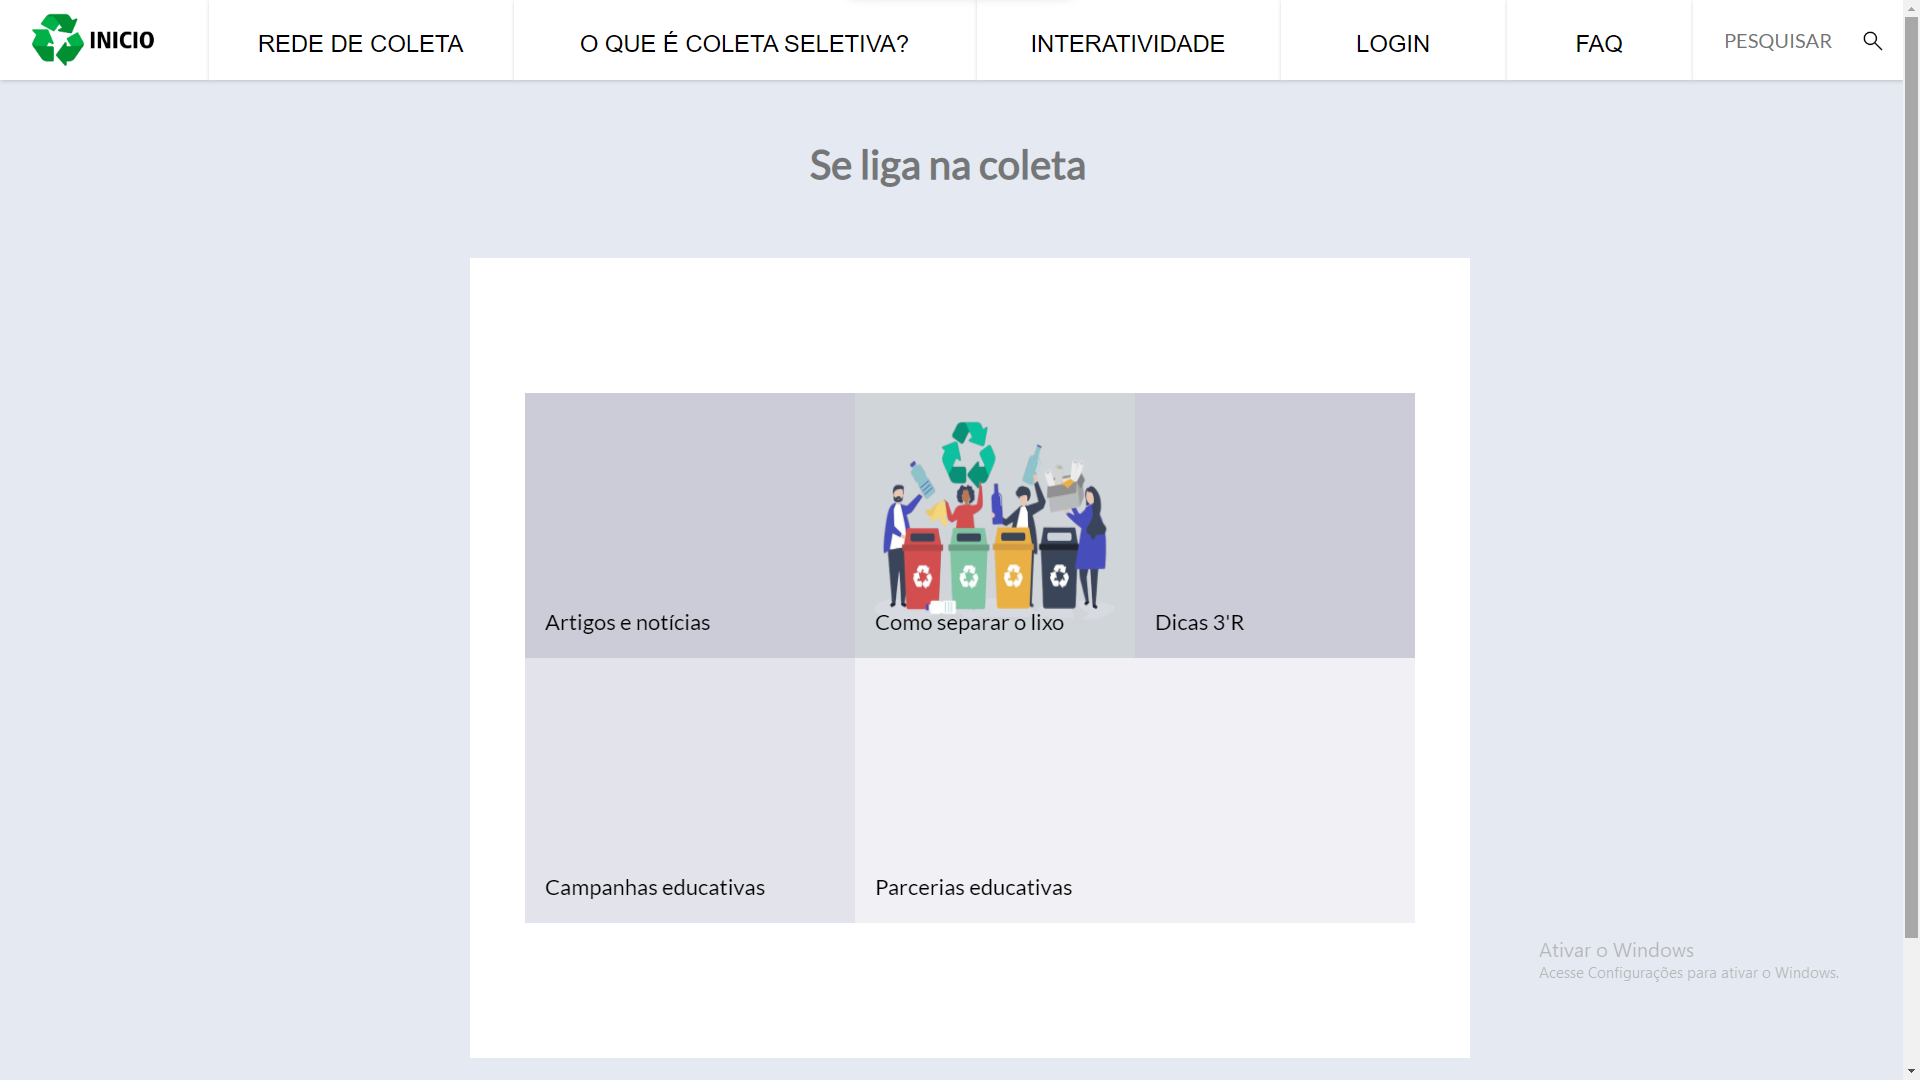 INICIO
REDE DE COLETA
O QUE É COLETA SELETIVA?
INTERATIVIDADE
LOGIN
FAQ
PESQUISAR
Se liga na coleta
Artigos e notícias
Como separar o lixo
Dicas 3'R
Campanhas educativas
Parcerias educativas
Ativar o Windows
Acesse Configurações para ativar o Windows.